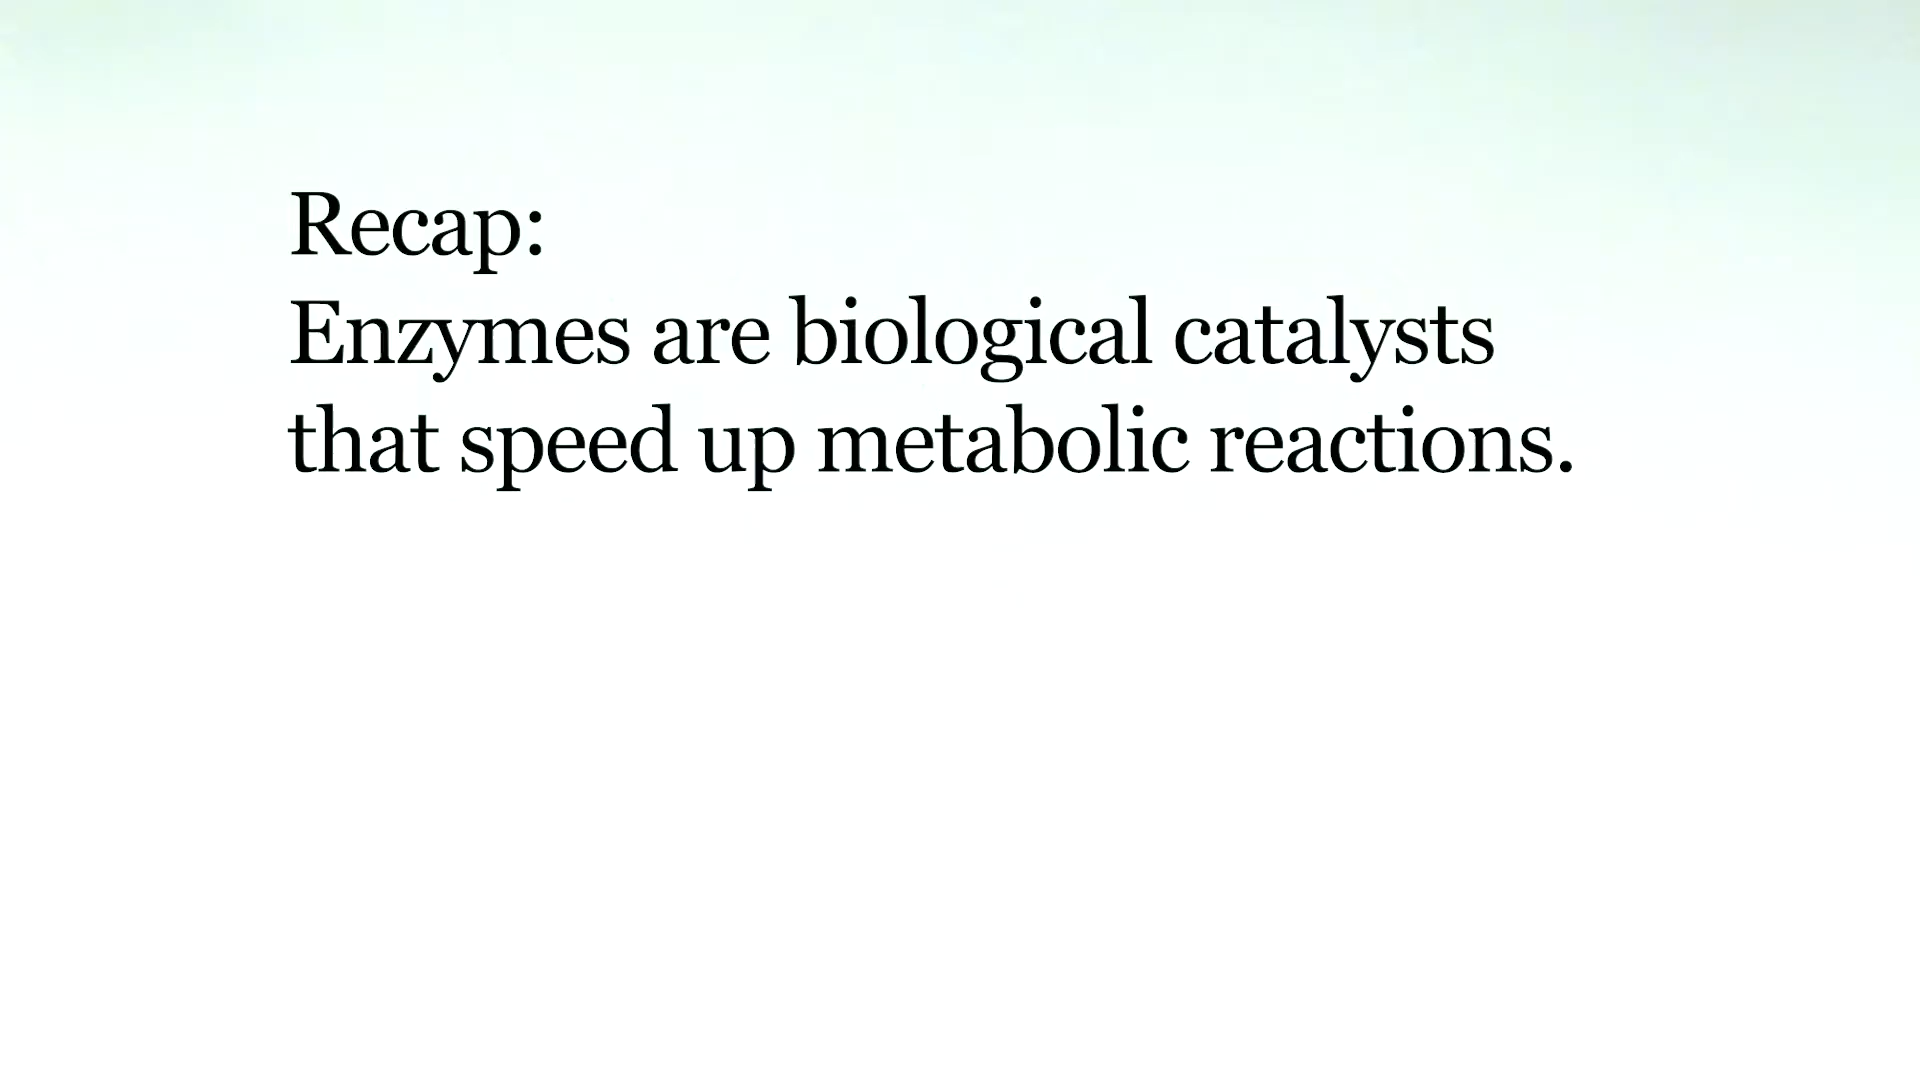 Recap:
Enzymes are biological catalysts
that speed up metabolic reactions.